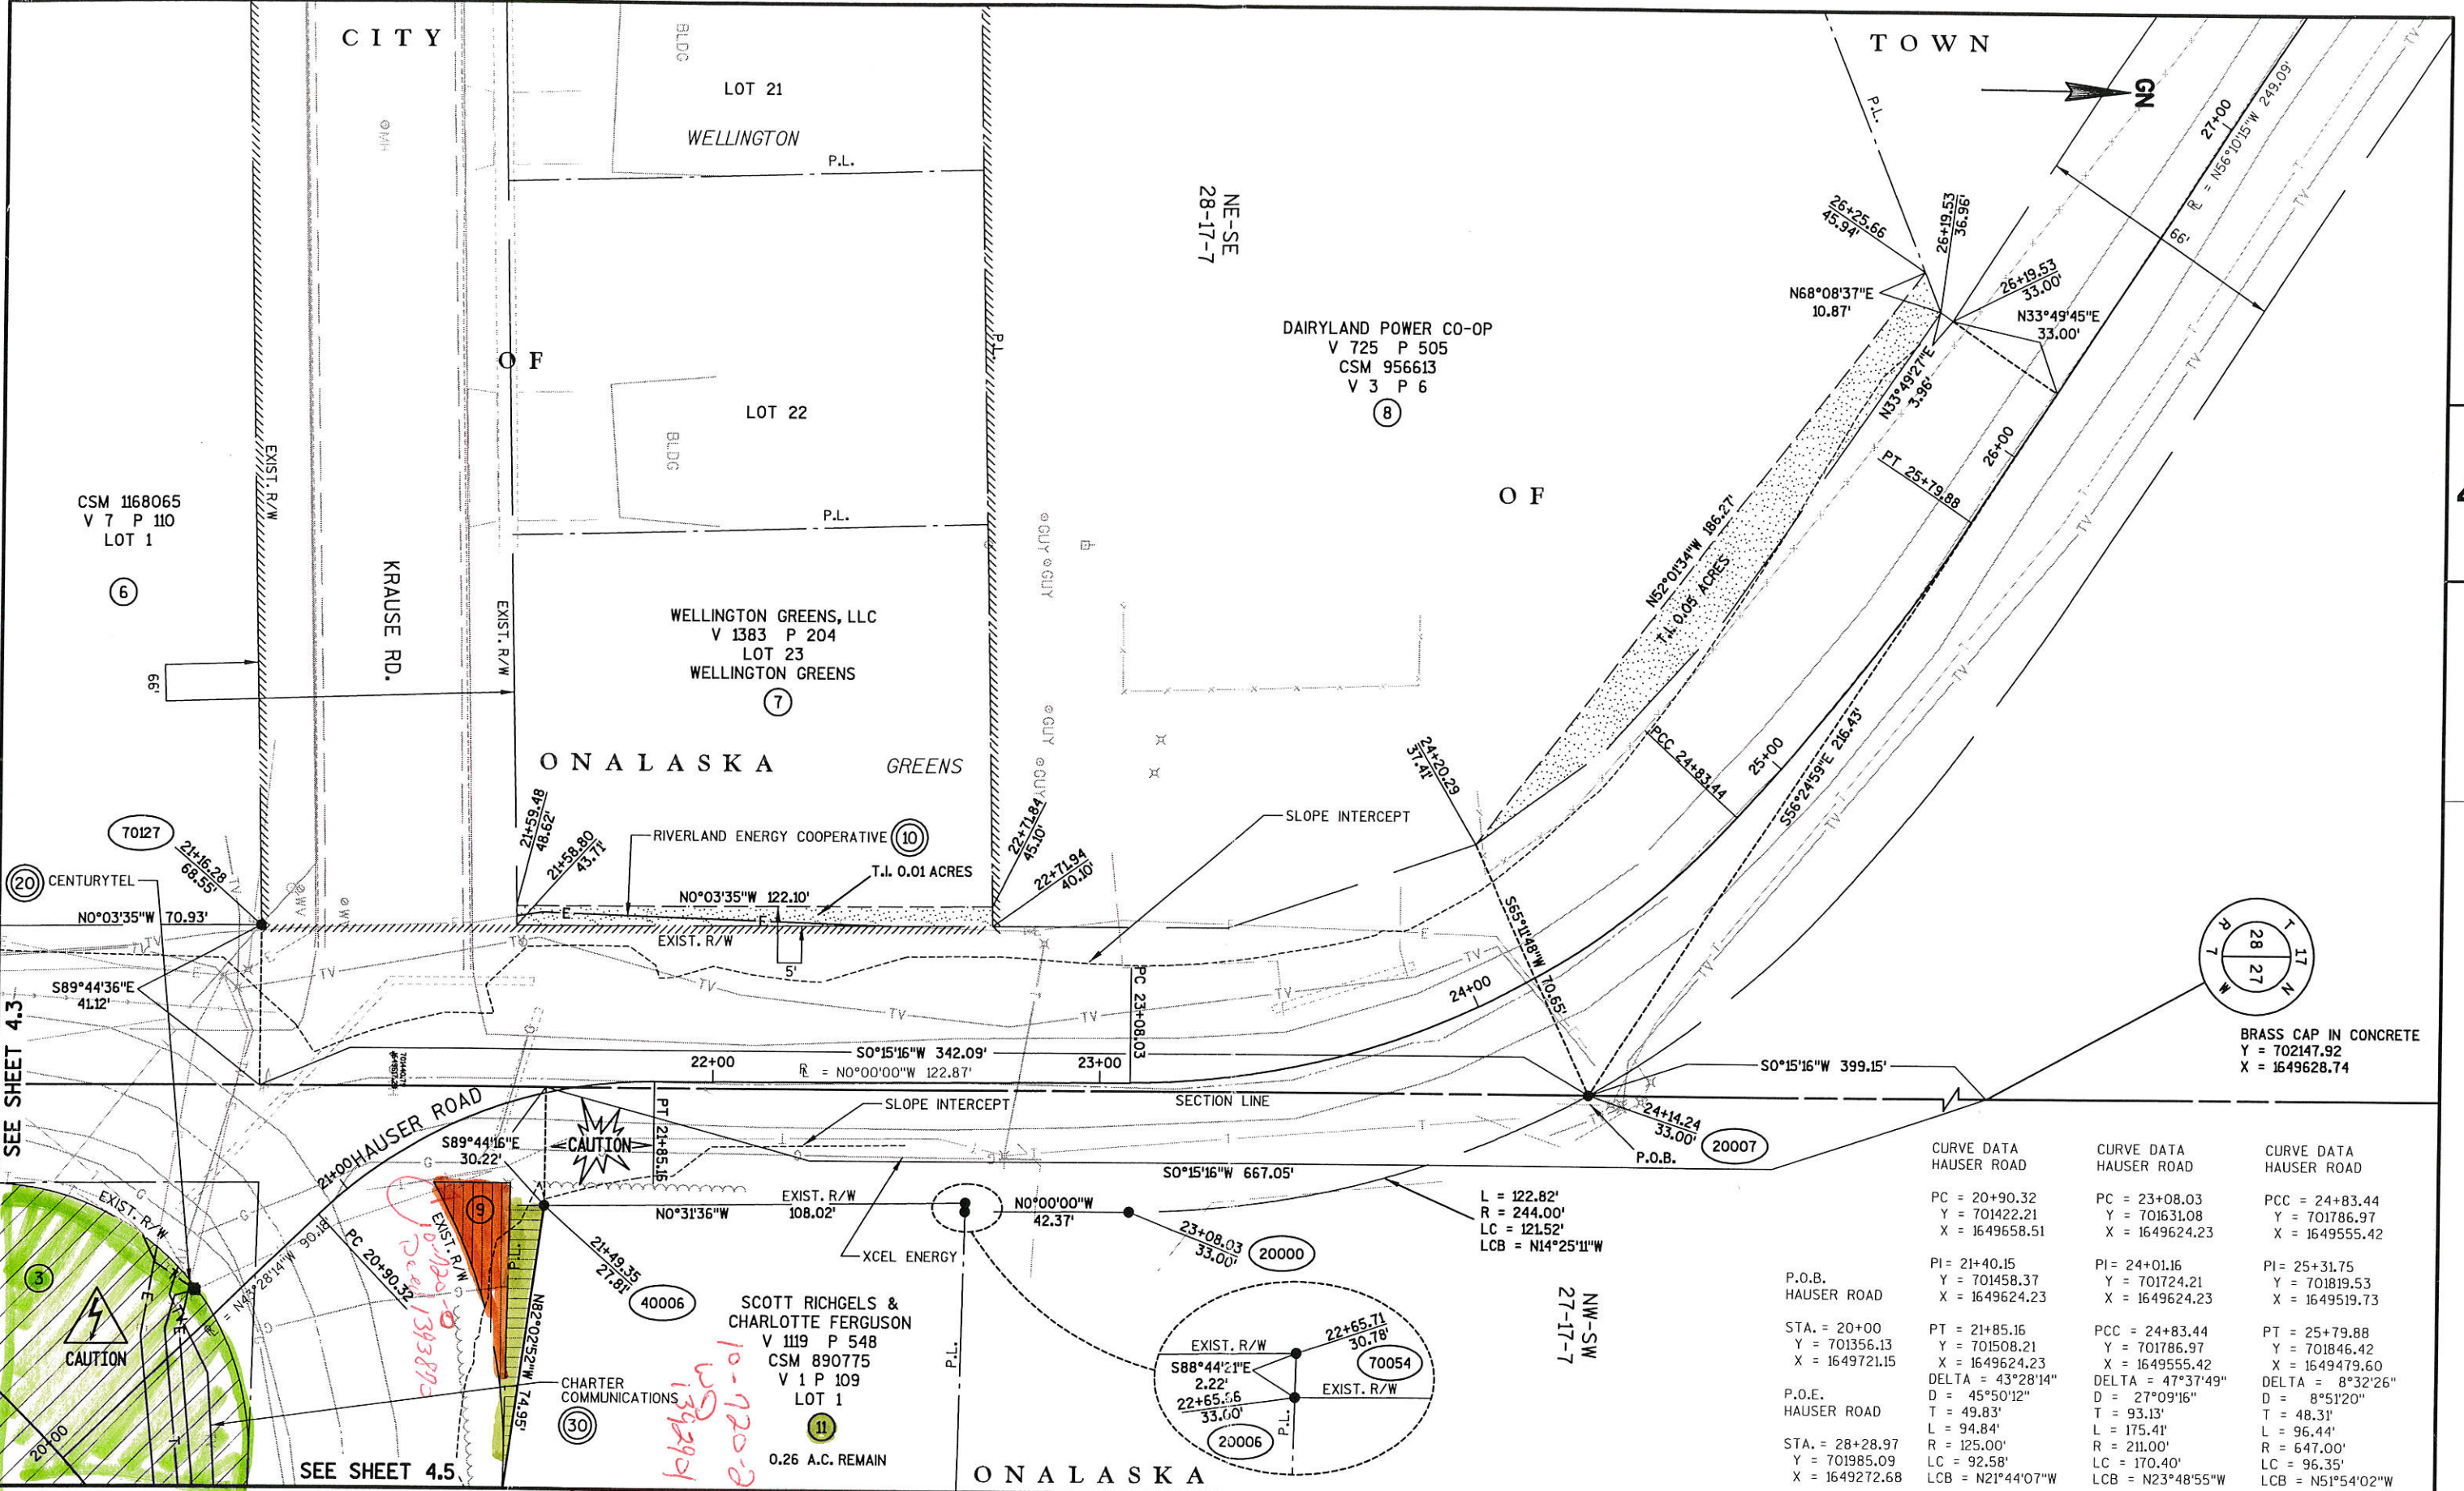 CITY
TOWN
GN
BLDG
LOT 21
WELLINGTON
P.L.
P.L.
27+00
R = N56°10'15"W 249.09'
TV
66'
NE-SE
28-17-7
26+25.66
45.94'
26+19.53
36.96'
26+19.53
33.00'
N68°08'37"E
10.87'
N33°49'45"E
33.00'
N33°49'27"E
3.96'
DAIRYLAND POWER CO-OP
V 725 P 505
CSM 956613
V 3 P 6
8
OF
P.L.
MH
LOT 22
BLDG
P.L.
EXIST. R/W
CSM 1168065
V 7 P 110
LOT 1
6
KRAUSE RD.
EXIST. R/W
66'
WELLINGTON GREENS, LLC
V 1383 P 204
LOT 23
WELLINGTON GREENS
7
GUY GUY
GUY GUY
OF
26+00
PT 25+79.88
N52°01'34"W 186.27'
T.I. 0.05 ACRES
PCC 24+83.44
25+00
S56°24'59"E 216.43'
ONALASKA
GREENS
24+20.29
37.41'
70127
21+16.28
68.55'
20 CENTURYTEL
N0°03'35"W 70.93'
21+59.48
48.62'
21+58.80
43.71'
RIVERLAND ENERGY COOPERATIVE 10
T.I. 0.01 ACRES
22+71.84
45.10'
22+71.94
40.10'
SLOPE INTERCEPT
N0°03'35"W 122.10'
EXIST. R/W
5'
S89°44'36"E
41.12'
SEE SHEET 4.3
PC 23+08.03
24+00
S65°11'48"W 70.65'
T 17 N
R 7 W
28 27
BRASS CAP IN CONCRETE
Y = 702147.92
X = 1649628.74
22+00
S0°15'16"W 342.09'
R = N0°00'00"W 122.87'
23+00
S0°15'16"W 399.15'
HAUSER ROAD
21+00
S89°44'16"E
30.22'
CAUTION
PT 21+85.16
SLOPE INTERCEPT
SECTION LINE
24+14.24
33.00'
20007
P.O.B.
S0°15'16"W 667.05'
EXIST. R/W
N0°31'36"W 108.02'
N0°00'00"W
42.37'
23+08.03
33.00'
20000
XCEL ENERGY
L = 122.82'
R = 244.00'
LC = 121.52'
LCB = N14°25'11"W
EXIST. R/W
N43°28'14"W 90.18'
PC 20+90.32
9
EXIST. R/W
P.L.
21+49.35
27.81'
40006
N82°02'52"W 74.95'
3
CAUTION
20+00
CHARTER
COMMUNICATIONS
30
SEE SHEET 4.5
SCOTT RICHGELS &
CHARLOTTE FERGUSON
V 1119 P 548
CSM 890775
V 1 P 109
LOT 1
11
0.26 A.C. REMAIN
P.L.
EXIST. R/W
S88°44'21"E
2.22'
22+65.71
30.78'
70054
22+65.66
33.00'
EXIST. R/W
20006
P.L.
ONALASKA
NW-SW
27-17-7
P.O.B.
HAUSER ROAD
STA. = 20+00
Y = 701356.13
X = 1649721.15
P.O.E.
HAUSER ROAD
STA. = 28+28.97
Y = 701985.09
X = 1649272.68
CURVE DATA
HAUSER ROAD
PC = 20+90.32
Y = 701422.21
X = 1649658.51
PI = 21+40.15
Y = 701458.37
X = 1649624.23
PT = 21+85.16
Y = 701508.21
X = 1649624.23
DELTA = 43°28'14"
D = 45°50'12"
T = 49.83'
L = 94.84'
R = 125.00'
LC = 92.58'
LCB = N21°44'07"W
CURVE DATA
HAUSER ROAD
PC = 23+08.03
Y = 701631.08
X = 1649624.23
PI = 24+01.16
Y = 701724.21
X = 1649624.23
PCC = 24+83.44
Y = 701786.97
X = 1649555.42
DELTA = 47°37'49"
D = 27°09'16"
T = 93.13'
L = 175.41'
R = 211.00'
LC = 170.40'
LCB = N23°48'55"W
CURVE DATA
HAUSER ROAD
PCC = 24+83.44
Y = 701786.97
X = 1649555.42
PI = 25+31.75
Y = 701819.53
X = 1649519.73
PT = 25+79.88
Y = 701846.42
X = 1649479.60
DELTA = 8°32'26"
D = 8°51'20"
T = 48.31'
L = 96.44'
R = 647.00'
LC = 96.35'
LCB = N51°54'02"W